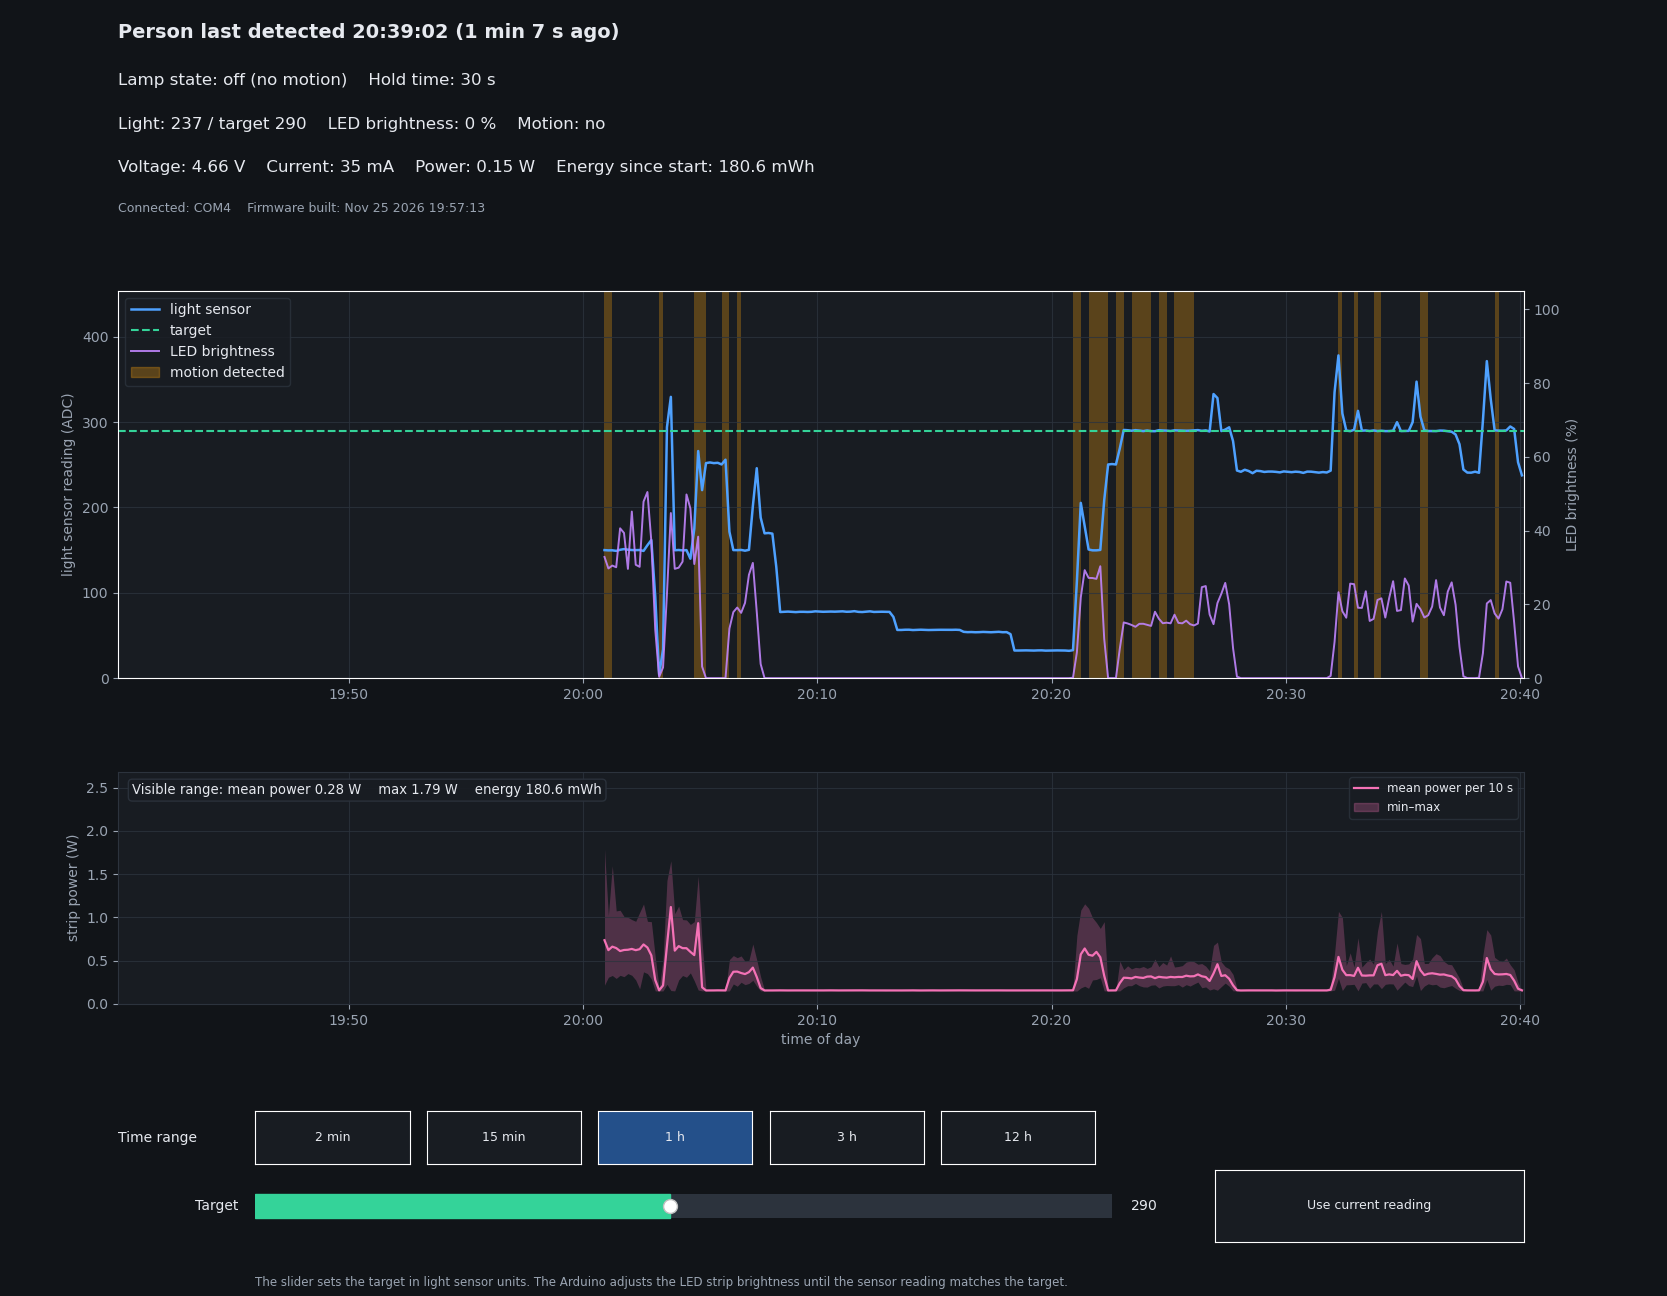 Person last detected 20:39:02 (1 min 7 s ago)
Lamp state: off (no motion)    Hold time: 30 s
Light: 237 / target 290    LED brightness: 0 %    Motion: no
Voltage: 4.66 V    Current: 35 mA    Power: 0.15 W    Energy since start: 180.6 mWh
Connected: COM4    Firmware built: Nov 25 2026 19:57:13
light sensor
target
LED brightness
motion detected
light sensor reading (ADC)
400
300
200
100
0
LED brightness (%)
100
80
60
40
20
0
19:50 20:00 20:10 20:20 20:30 20:40
Visible range: mean power 0.28 W    max 1.79 W    energy 180.6 mWh
mean power per 10 s
min–max
strip power (W)
2.5
2.0
1.5
1.0
0.5
0.0
19:50 20:00 20:10 20:20 20:30 20:40
time of day
Time range 2 min 15 min 1 h 3 h 12 h
Target 290 Use current reading
The slider sets the target in light sensor units. The Arduino adjusts the LED strip brightness until the sensor reading matches the target.